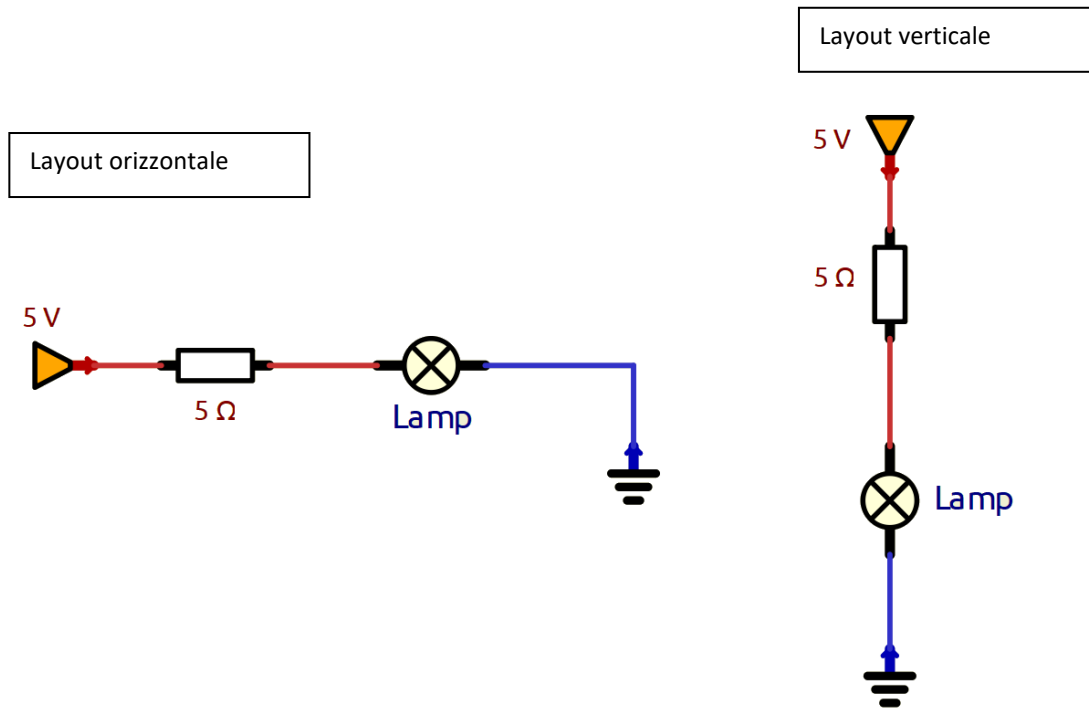 Layout verticale
Layout orizzontale
5 V
5 Ω
Lamp
5 V
5 Ω
Lamp